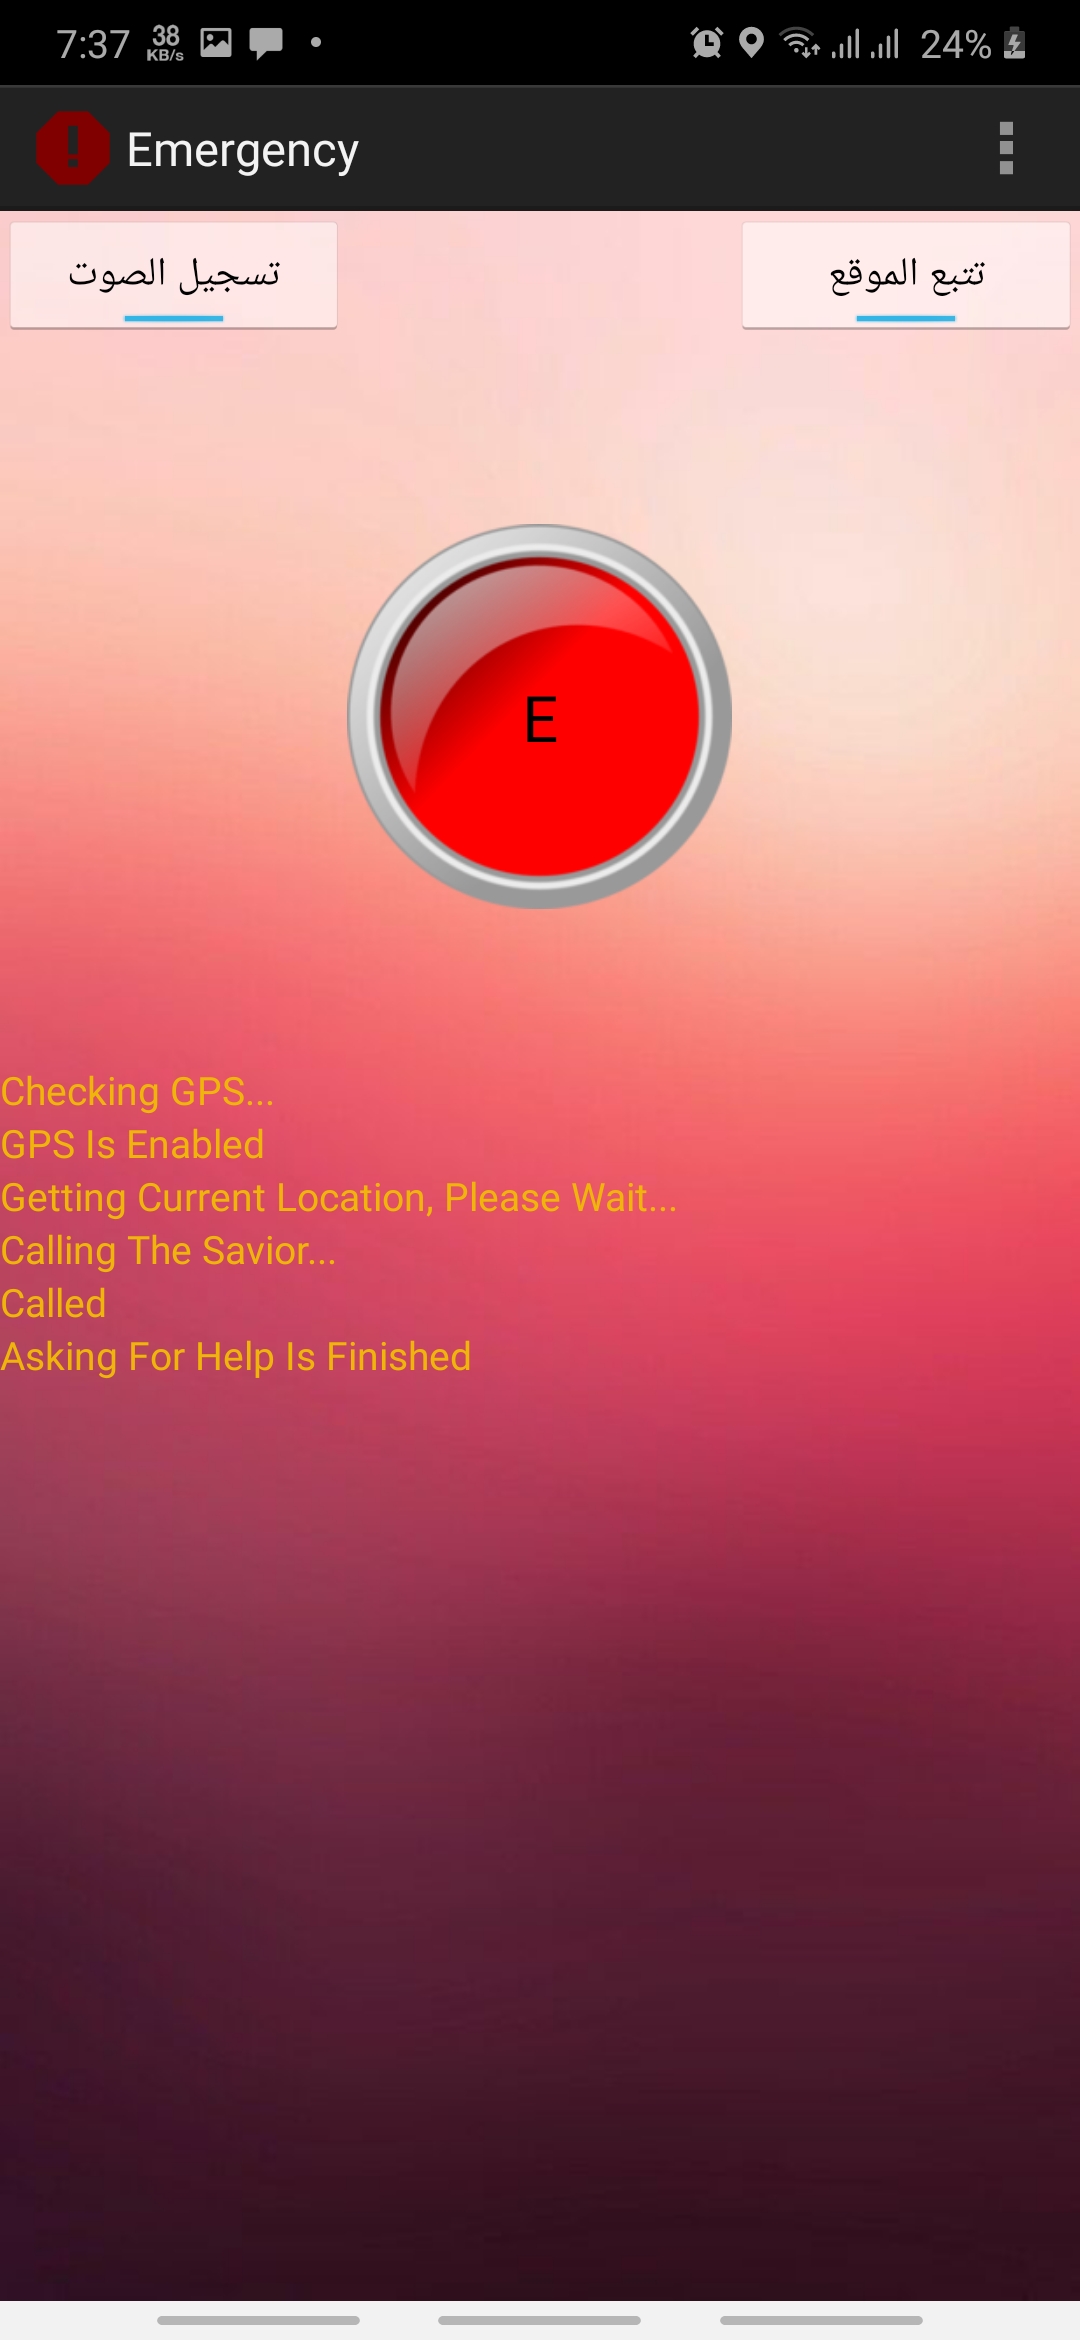 7:37 38 KB/s 24%
Emergency
تسجيل الصوت
تتبع الموقع
E
Checking GPS...
GPS Is Enabled
Getting Current Location, Please Wait...
Calling The Savior...
Called
Asking For Help Is Finished